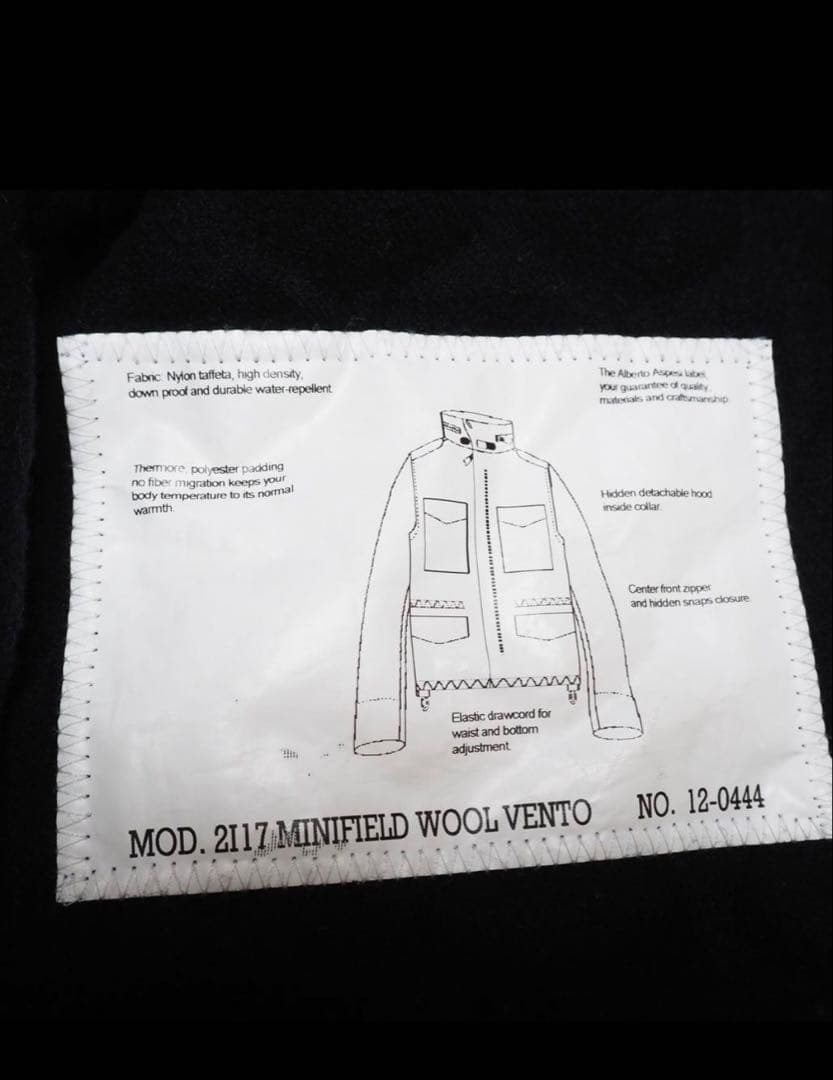 Fabric: Nylon taffeta, high density,
down proof and durable water-repellent.
The Alberto Aspesi label,
your guarantee of quality,
materials and craftsmanship.
Thermore, polyester padding
no fiber migration keeps your
body temperature to its normal
warmth.
Hidden detachable hood
inside collar.
Center front zipper
and hidden snaps closure.
Elastic drawcord for
waist and bottom
adjustment.
MOD. 2I17 MINIFIELD WOOL VENTO NO. 12-0444